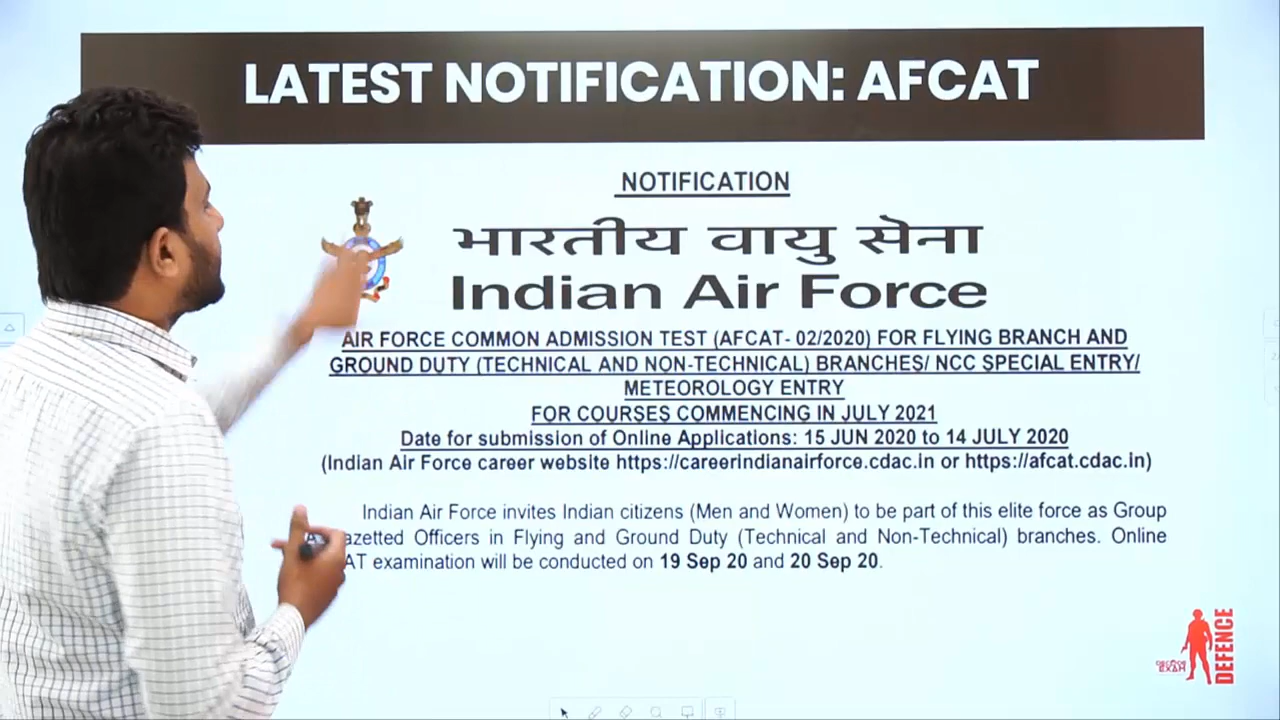 LATEST NOTIFICATION: AFCAT
NOTIFICATION
भारतीय वायु सेना
Indian Air Force
AIR FORCE COMMON ADMISSION TEST (AFCAT- 02/2020) FOR FLYING BRANCH AND
GROUND DUTY (TECHNICAL AND NON-TECHNICAL) BRANCHES/ NCC SPECIAL ENTRY/
METEOROLOGY ENTRY
FOR COURSES COMMENCING IN JULY 2021
Date for submission of Online Applications: 15 JUN 2020 to 14 JULY 2020
(Indian Air Force career website https://careerindianairforce.cdac.in or https://afcat.cdac.in)
Indian Air Force invites Indian citizens (Men and Women) to be part of this elite force as Group
Officers in Flying and Ground Duty (Technical and Non-Technical) branches. Online
examination will be conducted on 19 Sep 20 and 20 Sep 20.
EXAM
DEFENCE